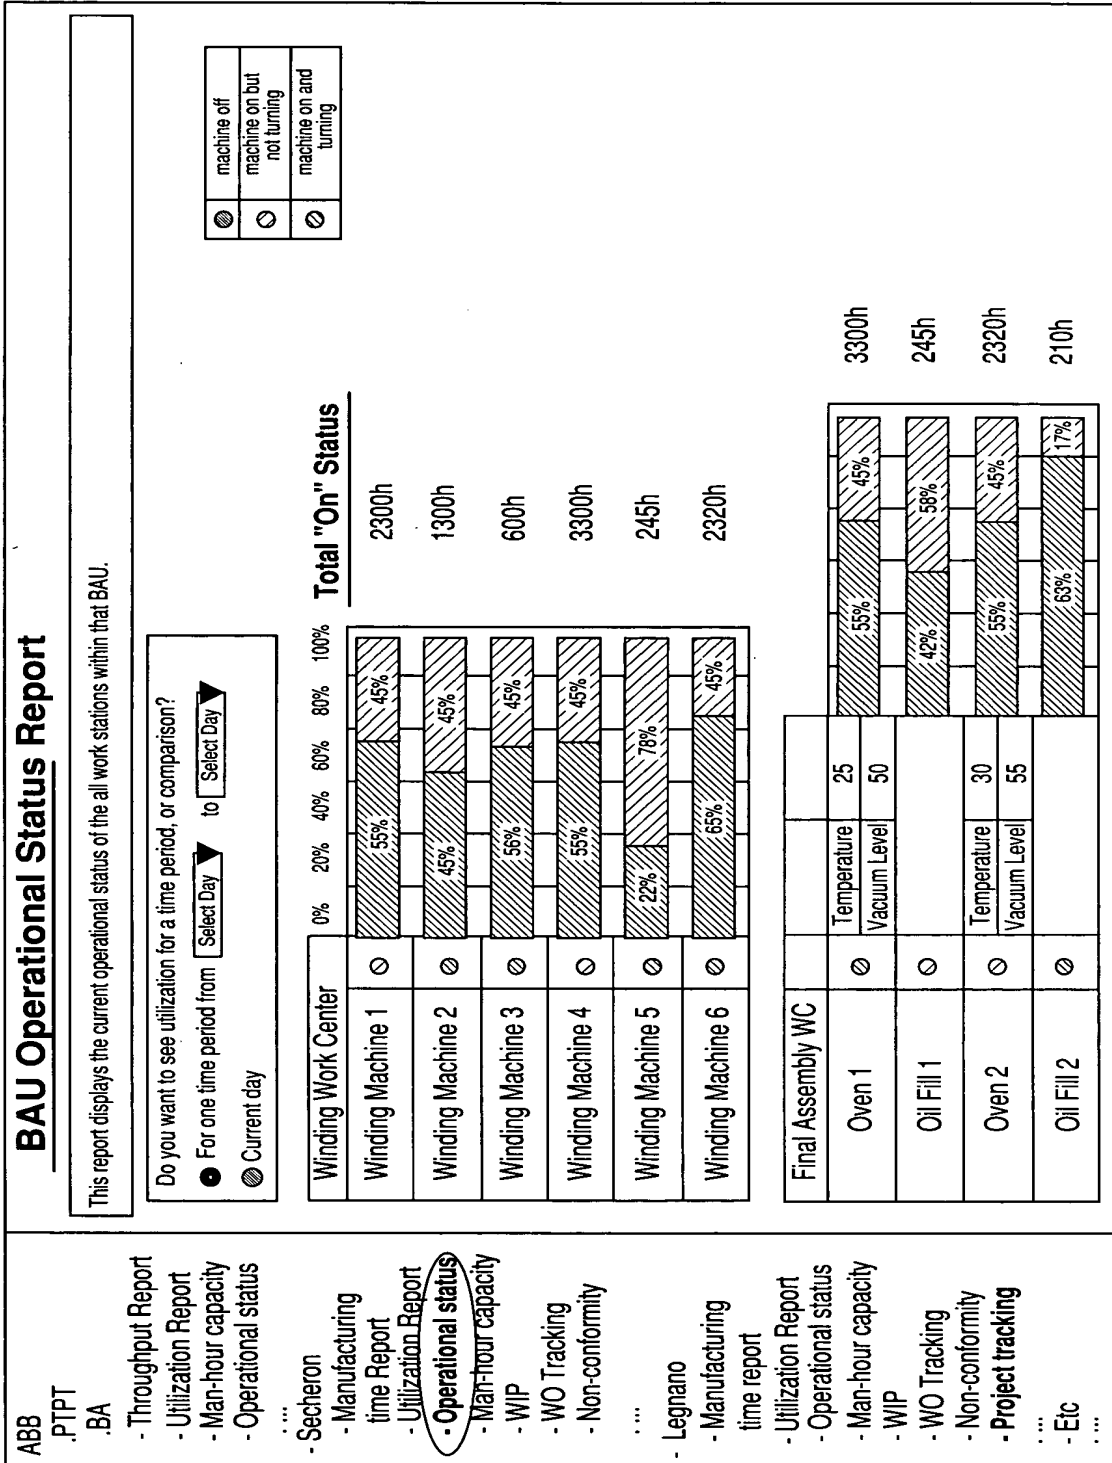 BAU Operational Status Report
This report displays the current operational status of the all work stations within that BAU.
Do you want to see utilization for a time period, or comparison?
For one time period from Select Day to Select Day
Current day
machine off
machine on but
not turning
machine on and
turning
ABB
.PTPT
.BA
- Throughput Report
- Utilization Report
- Man-hour capacity
- Operational status
....
- Secheron
- Manufacturing
time Report
- Utilization Report
- Operational status
- Man-hour capacity
- WIP
- WO Tracking
- Non-conformity
....
- Legnano
- Manufacturing
time report
- Utilization Report
- Operational status
- Man-hour capacity
- WIP
- WO Tracking
- Non-conformity
- Project tracking
....
- Etc
....
Winding Work Center 0% 20% 40% 60% 80% 100% Total "On" Status
Winding Machine 1 55% 45% 2300h
Winding Machine 2 45% 45% 1300h
Winding Machine 3 56% 45% 600h
Winding Machine 4 55% 45% 3300h
Winding Machine 5 22% 78% 245h
Winding Machine 6 65% 45% 2320h
Final Assembly WC
Oven 1 Temperature 25 55% 45% 3300h
Vacuum Level 50
Oil Fill 1 42% 58% 245h
Oven 2 Temperature 30 55% 45% 2320h
Vacuum Level 55
Oil Fill 2 63% 17% 210h